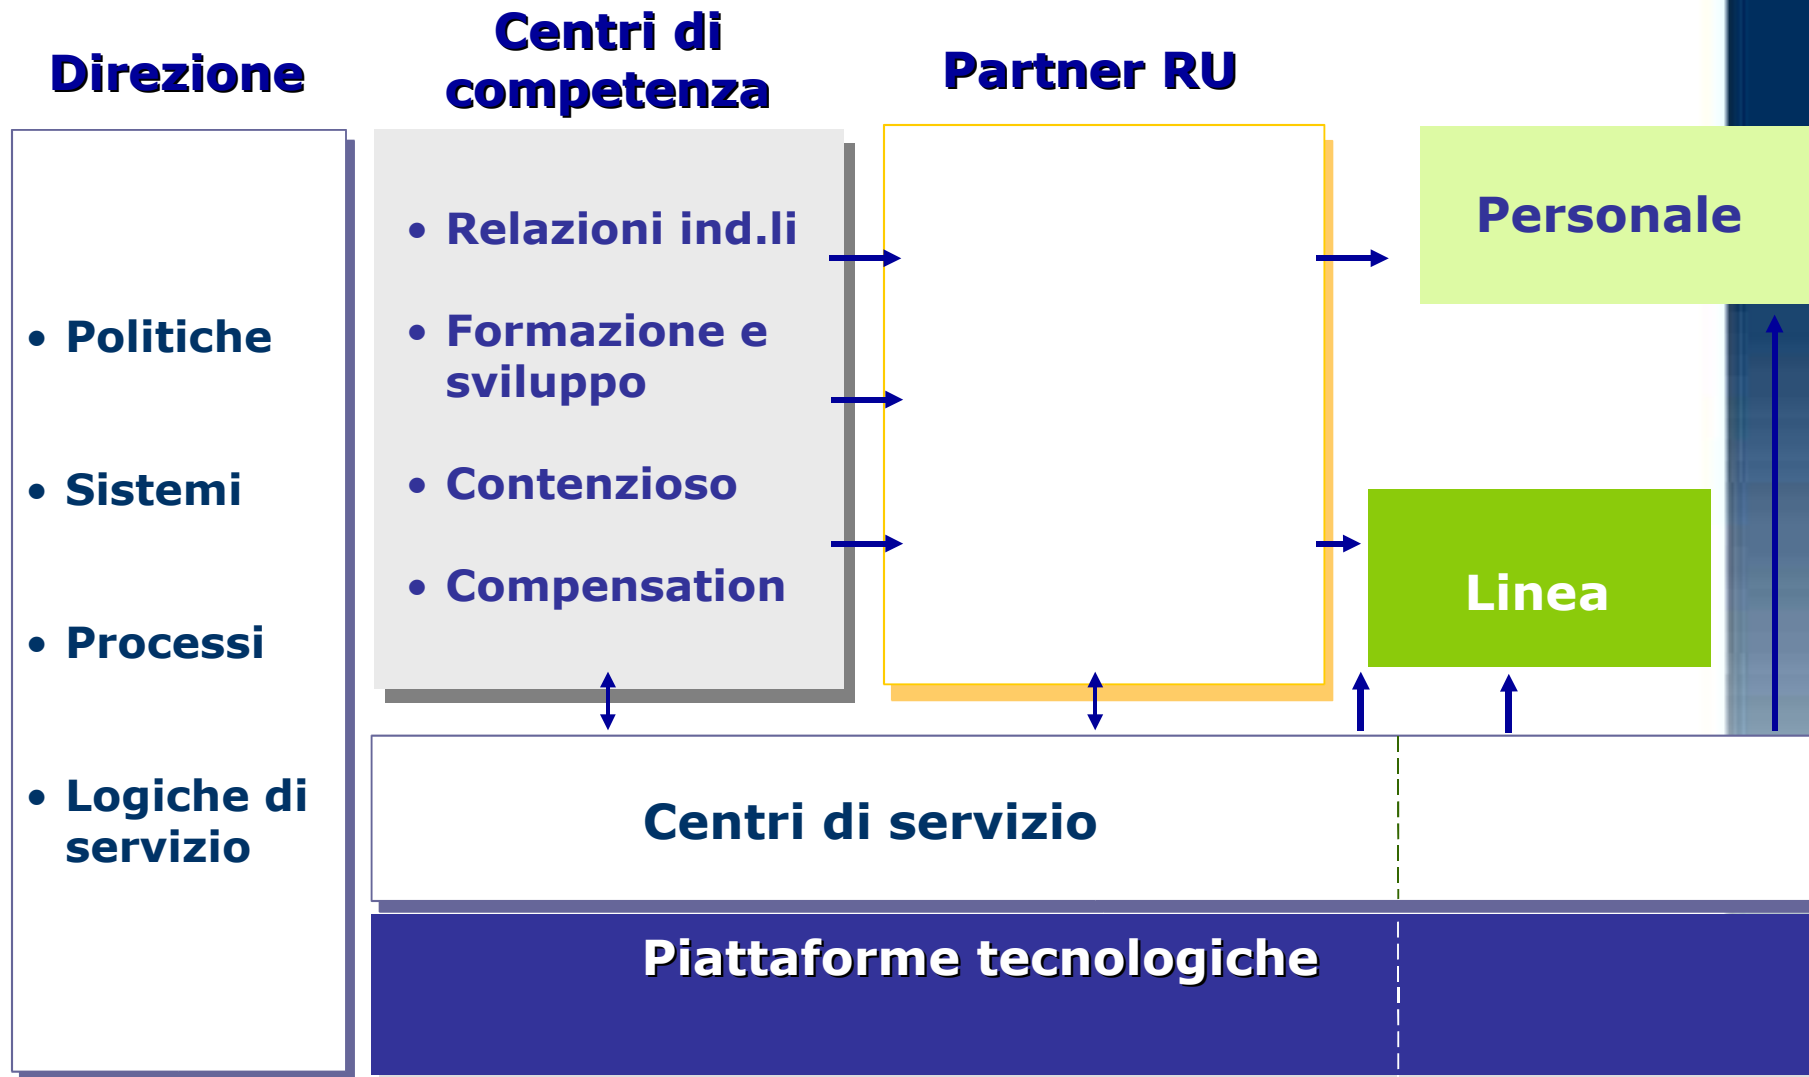 Direzione
Centri di
competenza
Partner RU
• Politiche
• Sistemi
• Processi
• Logiche di
servizio
• Relazioni ind.li
• Formazione e
sviluppo
• Contenzioso
• Compensation
Personale
Linea
Centri di servizio
Piattaforme tecnologiche